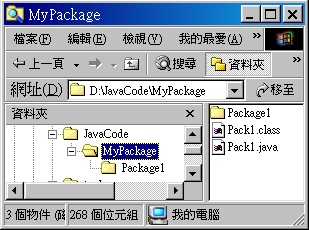 MyPackage
檔案(F) 編輯(E) 檢視(V) 我的最愛(A) »
上一頁 搜尋 資料夾 »
網址(D) D:\JavaCode\MyPackage 移至
資料夾
JavaCode
MyPackage
Package1
Package1
Pack1.class
Pack1.java
3 個物件 268 個位元組 我的電腦